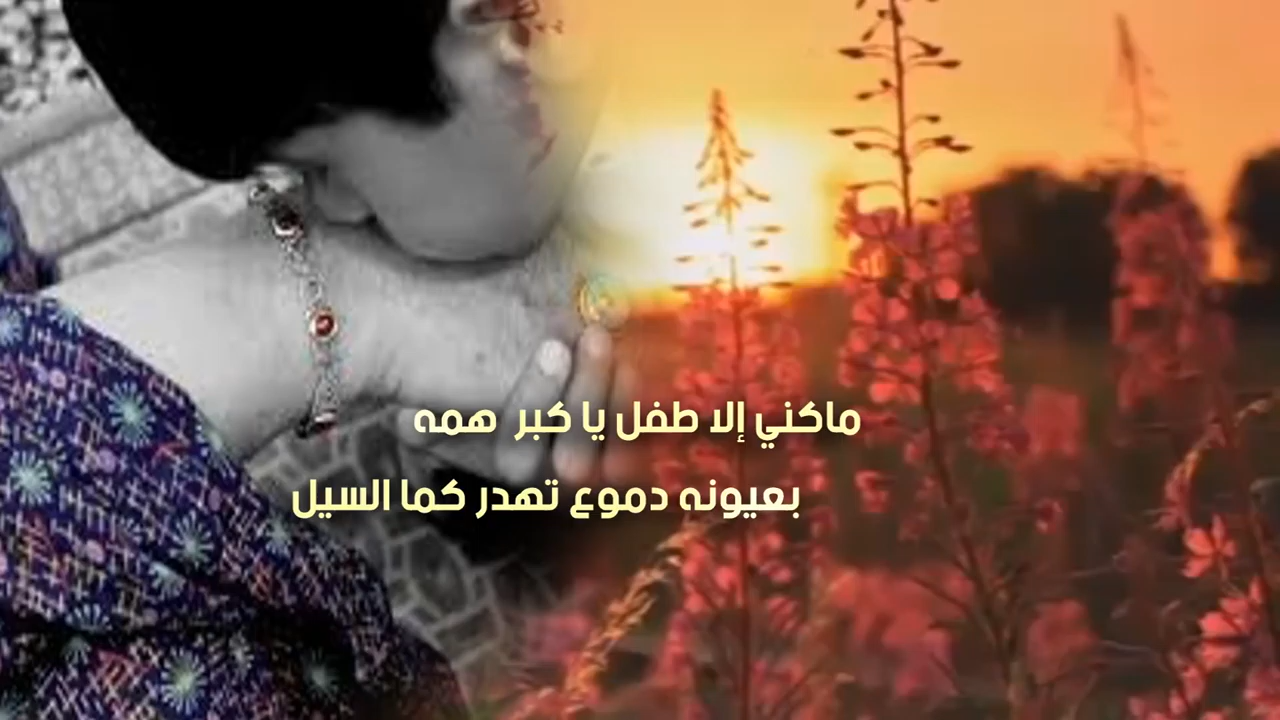 ماكني إلا طفل يا كبر همه
بعيونه دموع تهدر كما السيل